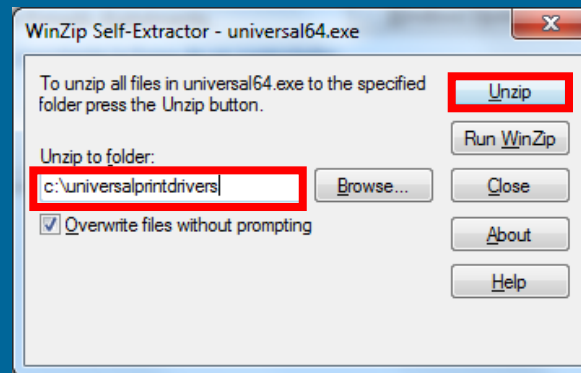 WinZip Self-Extractor - universal64.exe
To unzip all files in universal64.exe to the specified
folder press the Unzip button.
Unzip to folder:
c:\universalprintdrivers
Browse...
Overwrite files without prompting
Unzip
Run WinZip
Close
About
Help